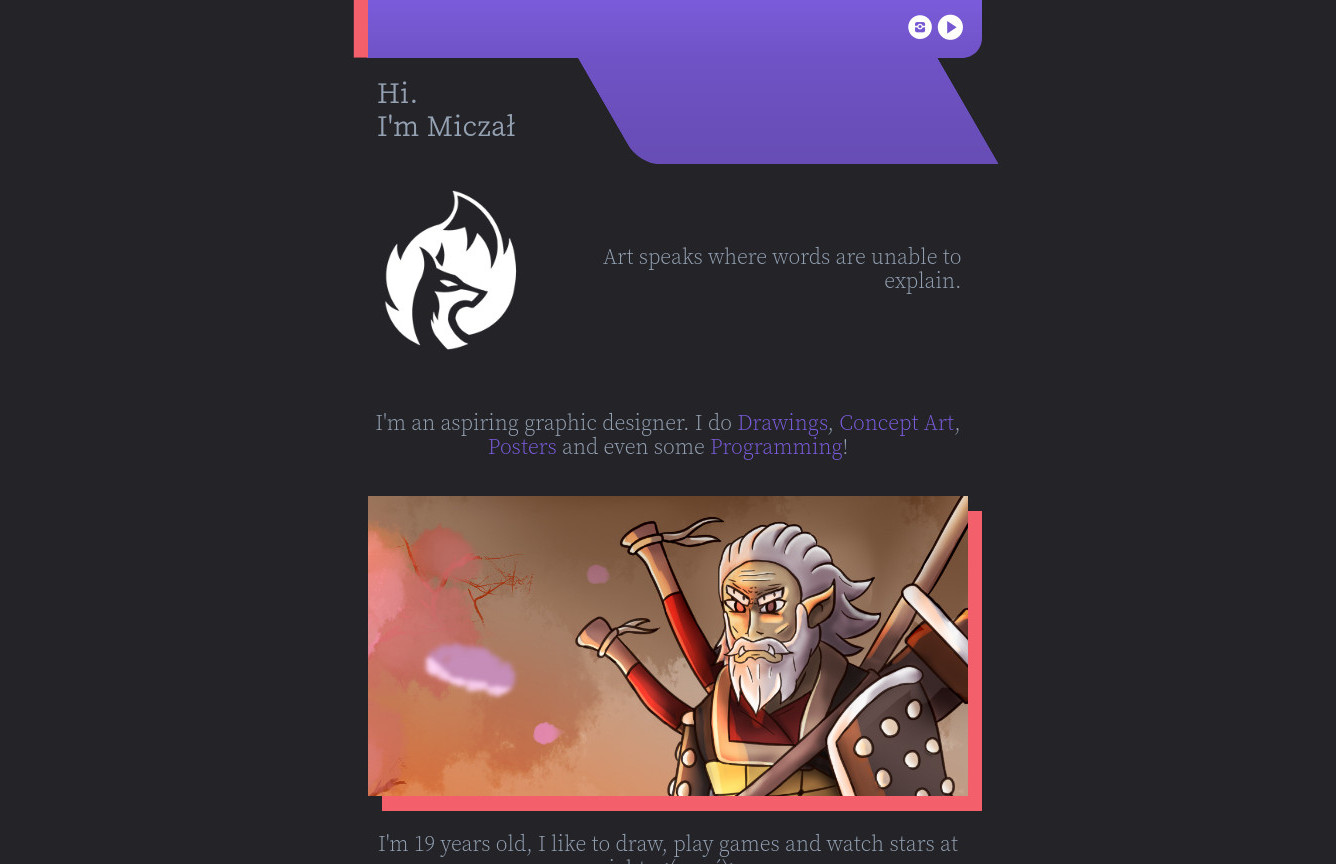 Hi.
I'm Miczał
Art speaks where words are unable to
explain.
I'm an aspiring graphic designer. I do Drawings, Concept Art,
Posters and even some Programming!
I'm 19 years old, I like to draw, play games and watch stars at